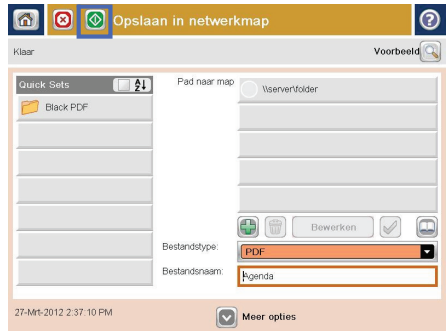 Opslaan in netwerkmap
Klaar
Voorbeeld
Quick Sets
Black PDF
Pad naar map
\\server\folder
Bewerken
Bestandstype:
PDF
Bestandsnaam:
Agenda
27-Mrt-2012 2:37:10 PM
Meer opties